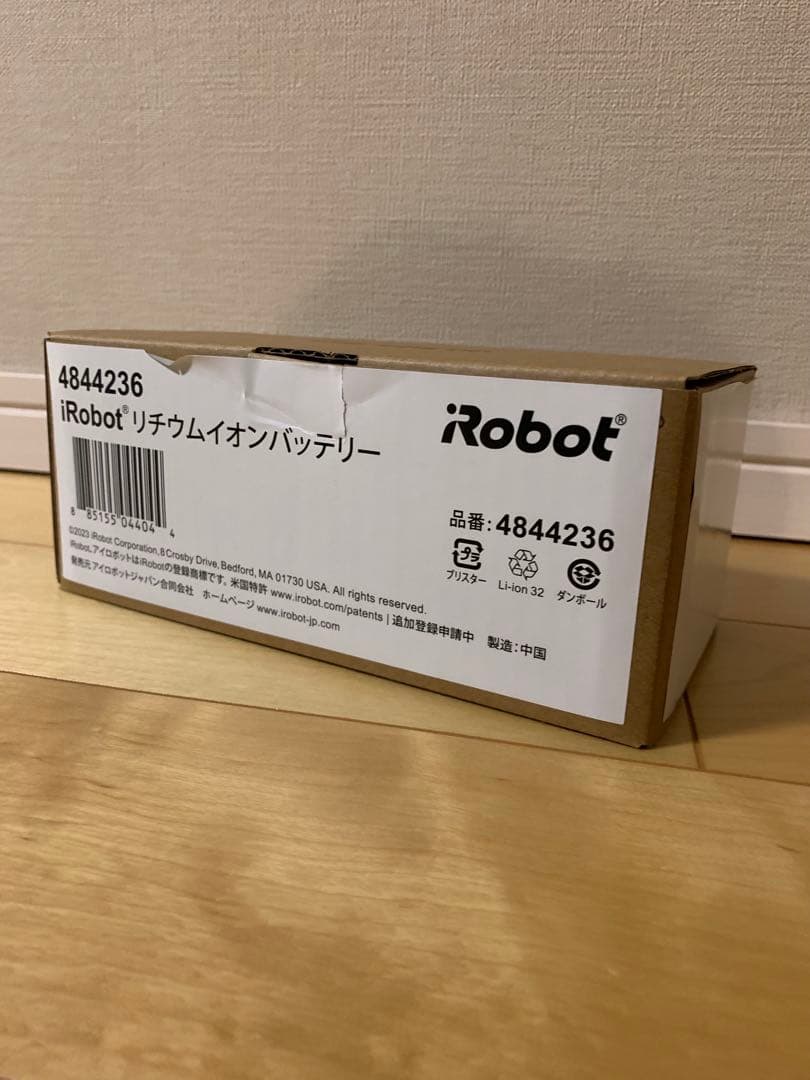 4844236
iRobot® リチウムイオンバッテリー
8 85155 04404 4
©2023 iRobot Corporation, 8 Crosby Drive, Bedford, MA 01730 USA. All rights reserved.
iRobot、アイロボットはiRobotの登録商標です。米国特許 www.irobot.com/patents | 追加登録申請中 製造:中国
発売元 アイロボットジャパン合同会社 ホームページ www.irobot-jp.com
iRobot®
品番: 4844236
プラ
ブリスター
Li-ion 32
ダンボール